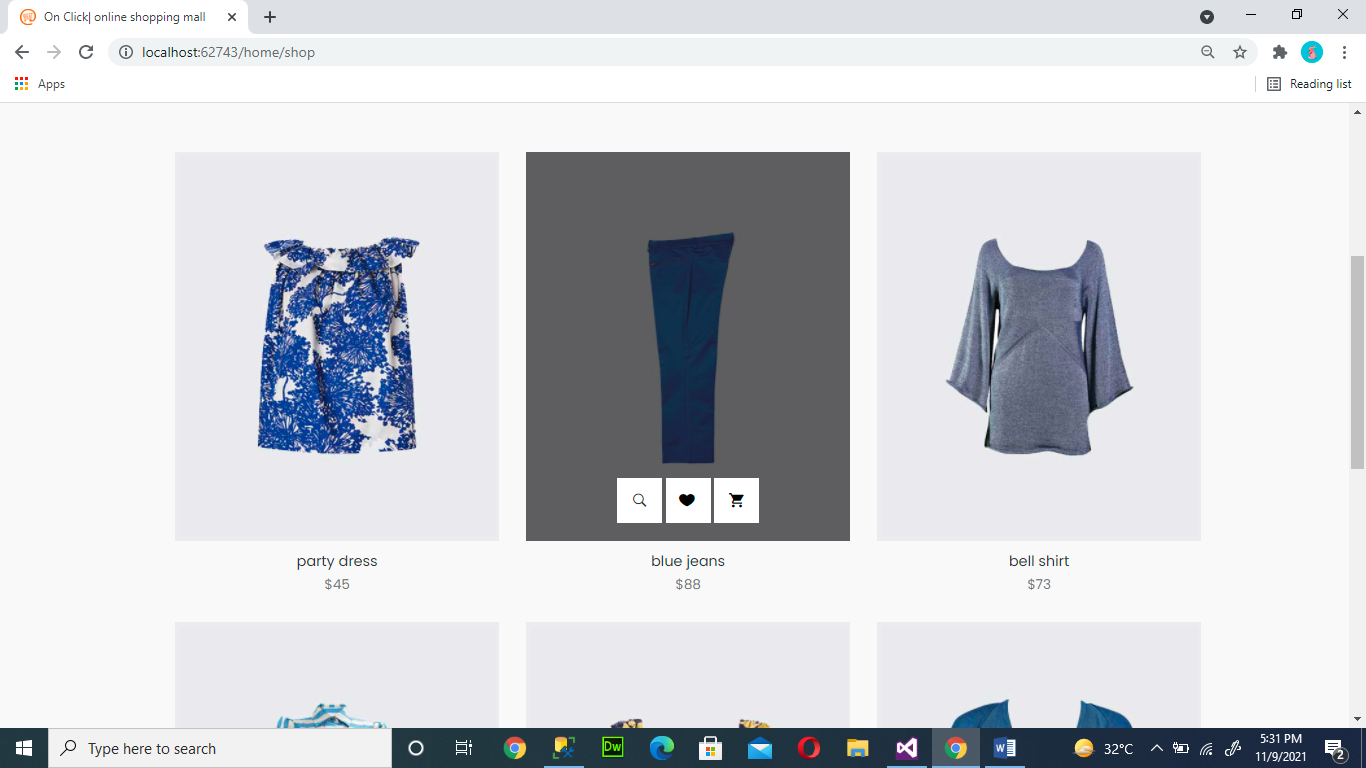 On Click| online shopping mall
localhost:62743/home/shop
Apps
Reading list
party dress
$45
blue jeans
$88
bell shirt
$73
Type here to search
Dw
32°C
5:31 PM
11/9/2021
2